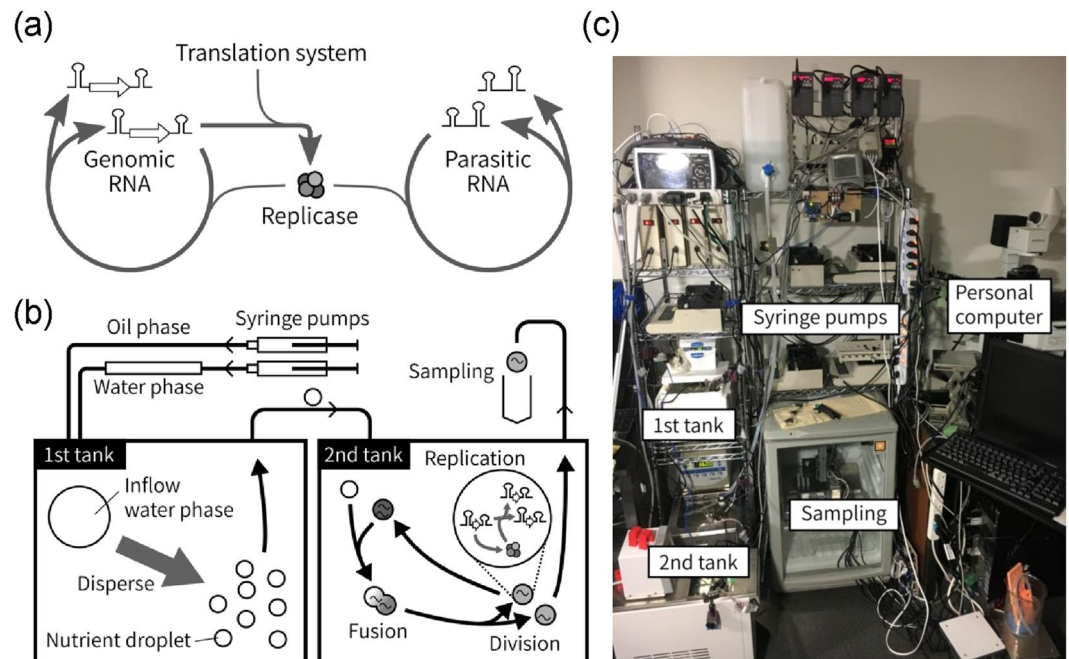 (a)
Translation system
Genomic
RNA
Replicase
Parasitic
RNA
(b)
Oil phase
Syringe pumps
Water phase
Sampling
1st tank
Inflow
water phase
Disperse
Nutrient droplet
2nd tank
Replication
Fusion
Division
(c)
Syringe pumps
Personal
computer
1st tank
Sampling
2nd tank